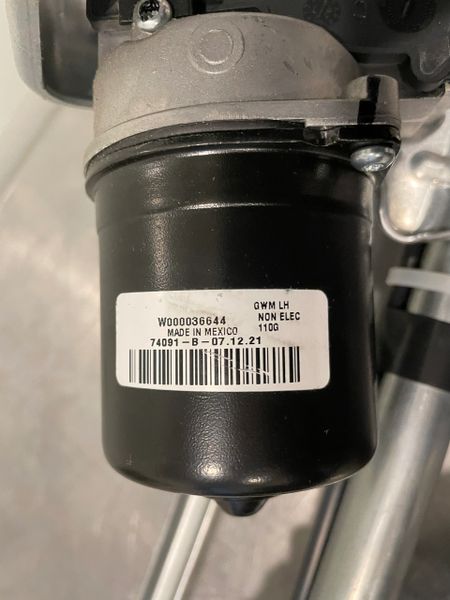 W000036644
MADE IN MEXICO
74091-B-07.12.21
GWM LH
NON ELEC
110G